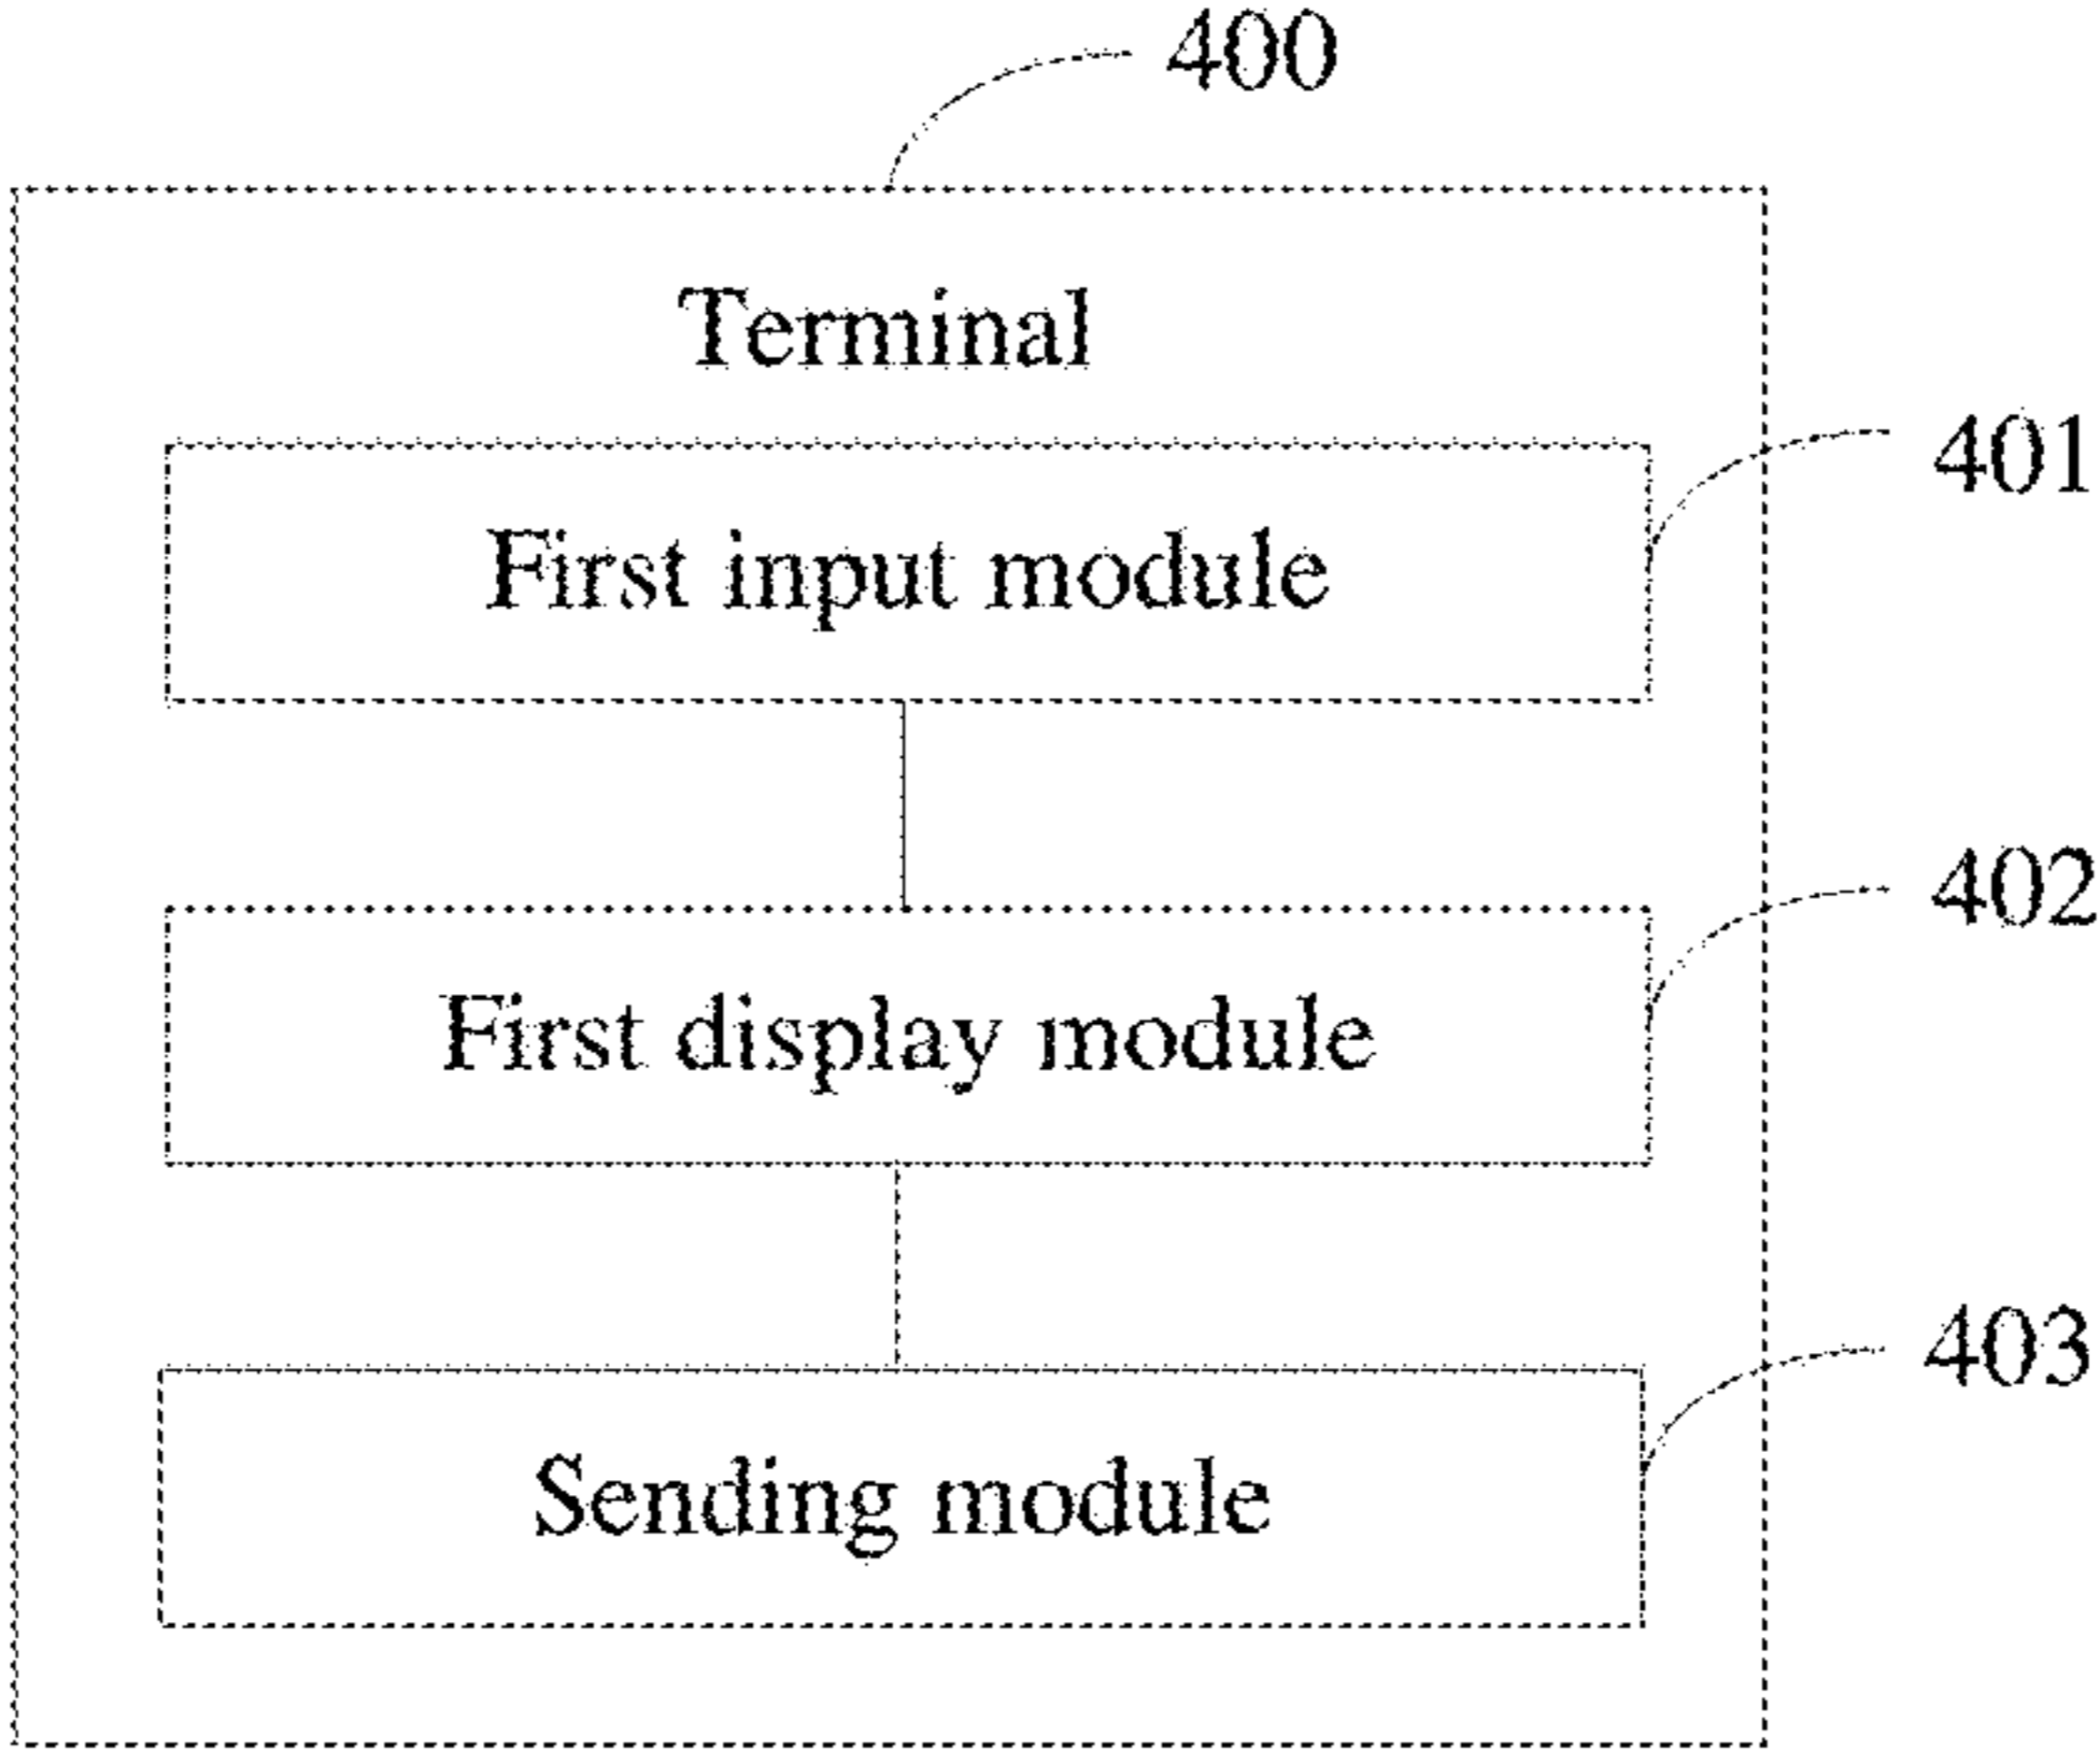 400
Terminal
401
First input module
402
First display module
403
Sending module